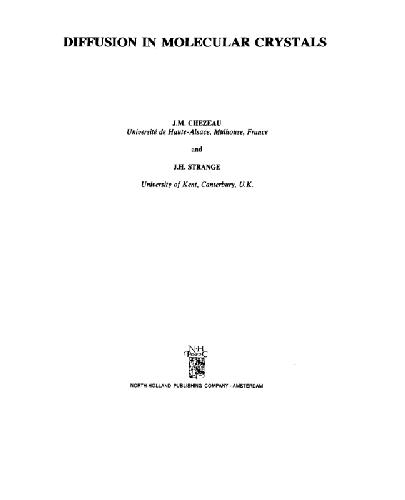 DIFFUSION IN MOLECULAR CRYSTALS
J.M. CHEZEAU
Université de Haute-Alsace, Mulhouse, France
and
J.H. STRANGE
University of Kent, Canterbury, U.K.
NORTH HOLLAND PUBLISHING COMPANY - AMSTERDAM